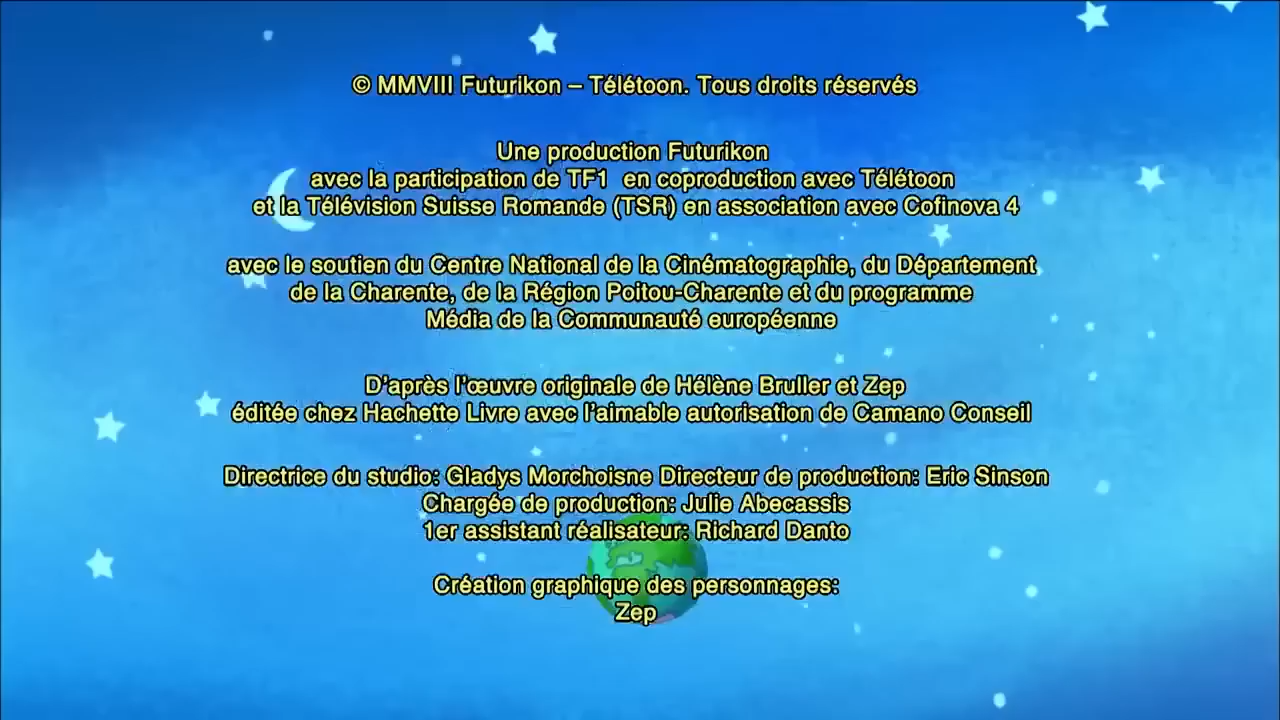 © MMVIII Futurikon – Télétoon. Tous droits réservés
Une production Futurikon
avec la participation de TF1 en coproduction avec Télétoon
et la Télévision Suisse Romande (TSR) en association avec Cofinova 4
avec le soutien du Centre National de la Cinématographie, du Département
de la Charente, de la Région Poitou-Charente et du programme
Média de la Communauté européenne
D'après l'œuvre originale de Hélène Bruller et Zep
éditée chez Hachette Livre avec l'aimable autorisation de Camano Conseil
Directrice du studio: Gladys Morchoisne Directeur de production: Eric Sinson
Chargée de production: Julie Abecassis
1er assistant réalisateur: Richard Danto
Création graphique des personnages:
Zep